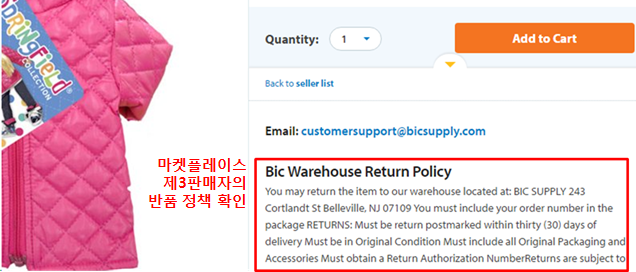 SPRINGFIELD
COLLECTION
Quantity:
1
Add to Cart
Back to seller list
Email: customersupport@bicsupply.com
마켓플레이스
제3판매자의
반품 정책 확인
Bic Warehouse Return Policy
You may return the item to our warehouse located at: BIC SUPPLY 243
Cortlandt St Belleville, NJ 07109 You must include your order number in the
package RETURNS: Must be return postmarked within thirty (30) days of
delivery Must be in Original Condition Must include all Original Packaging and
Accessories Must obtain a Return Authorization NumberReturns are subject to